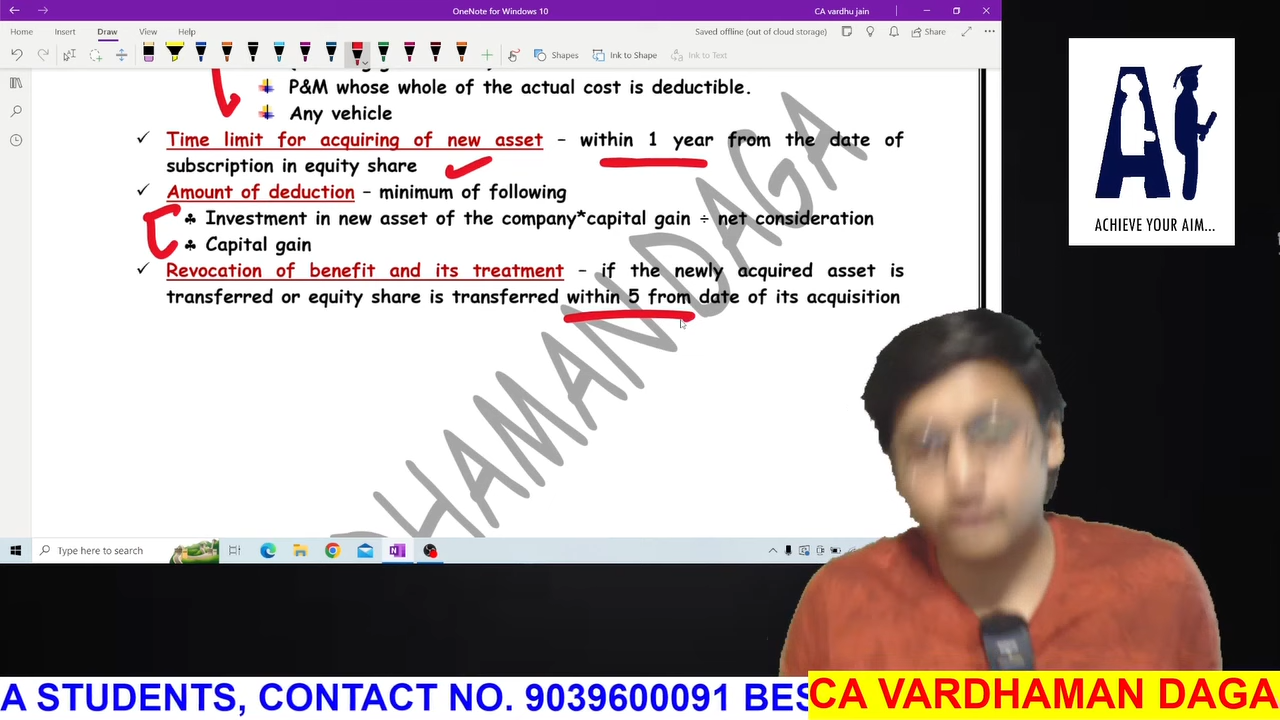 OneNote for Windows 10
CA vardhu jain
Home Insert Draw View Help
Saved offline (out of cloud storage)
Share
Shapes
Ink to Shape
Ink to Text
P&M whose whole of the actual cost is deductible.
Any vehicle
Time limit for acquiring of new asset – within 1 year from the date of
subscription in equity share
Amount of deduction – minimum of following
Investment in new asset of the company*capital gain ÷ net consideration
Capital gain
Revocation of benefit and its treatment – if the newly acquired asset is
transferred or equity share is transferred within 5 from date of its acquisition
DHAMAN DAGA
ACHIEVE YOUR AIM...
Type here to search
A STUDENTS, CONTACT NO. 9039600091 BES
CA VARDHAMAN DAGA